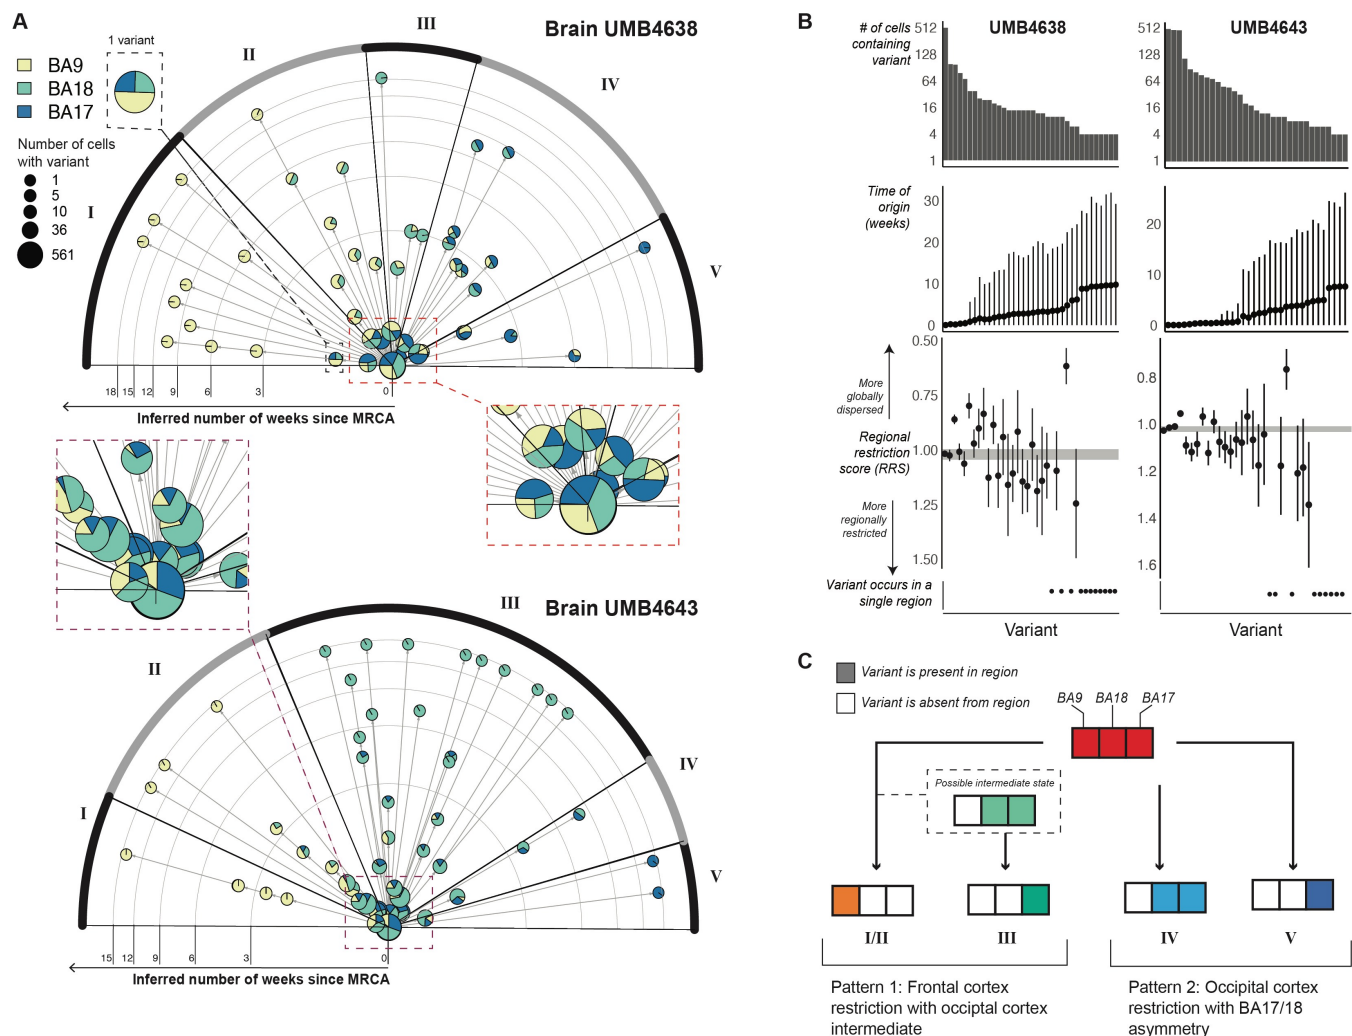 A
Brain UMB4638
1 variant
BA9
BA18
BA17
Number of cells
with variant
1
5
10
36
561
I
II
III
IV
V
18
15
12
9
6
3
0
Inferred number of weeks since MRCA
Brain UMB4643
I
II
III
IV
V
15
12
9
6
3
0
Inferred number of weeks since MRCA
B
UMB4638
UMB4643
# of cells
containing
variant
512
128
64
16
4
1
512
128
64
16
4
1
Time of
origin
(weeks)
30
20
10
0
20
10
0
More
globally
dispersed
Regional
restriction
score (RRS)
More
regionally
restricted
0.50
0.75
1.00
1.25
1.50
0.8
1.0
1.2
1.4
1.6
Variant occurs in a
single region
Variant
Variant
C
Variant is present in region
Variant is absent from region
BA9
BA18
BA17
Possible intermediate state
I/II
III
IV
V
Pattern 1: Frontal cortex
restriction with occiptal cortex
intermediate
Pattern 2: Occipital cortex
restriction with BA17/18
asymmetry